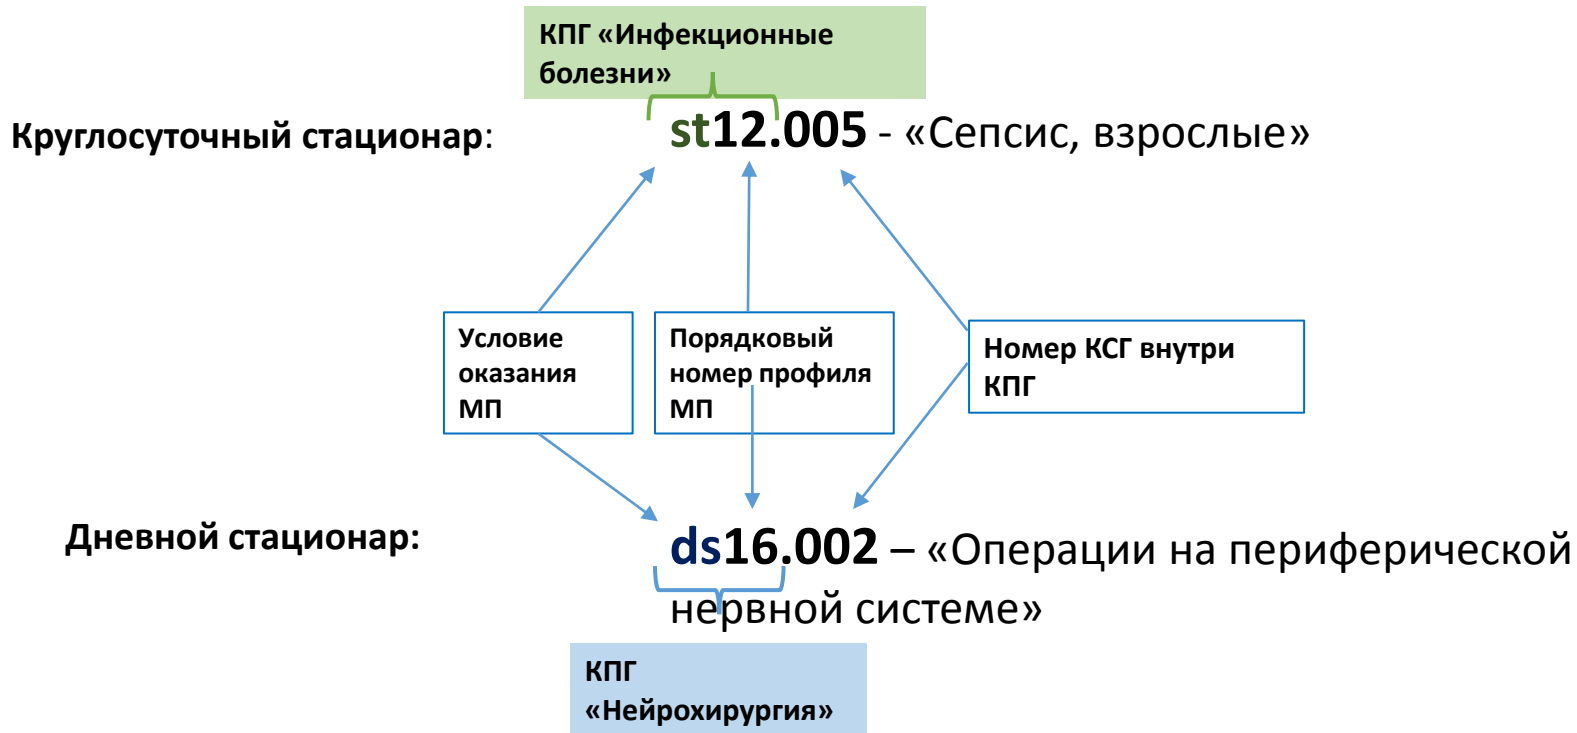 КПГ «Инфекционные
болезни»
Круглосуточный стационар:
st12.005 - «Сепсис, взрослые»
Условие
оказания
МП
Порядковый
номер профиля
МП
Номер КСГ внутри
КПГ
Дневной стационар:
ds16.002 – «Операции на периферической
нервной системе»
КПГ
«Нейрохирургия»